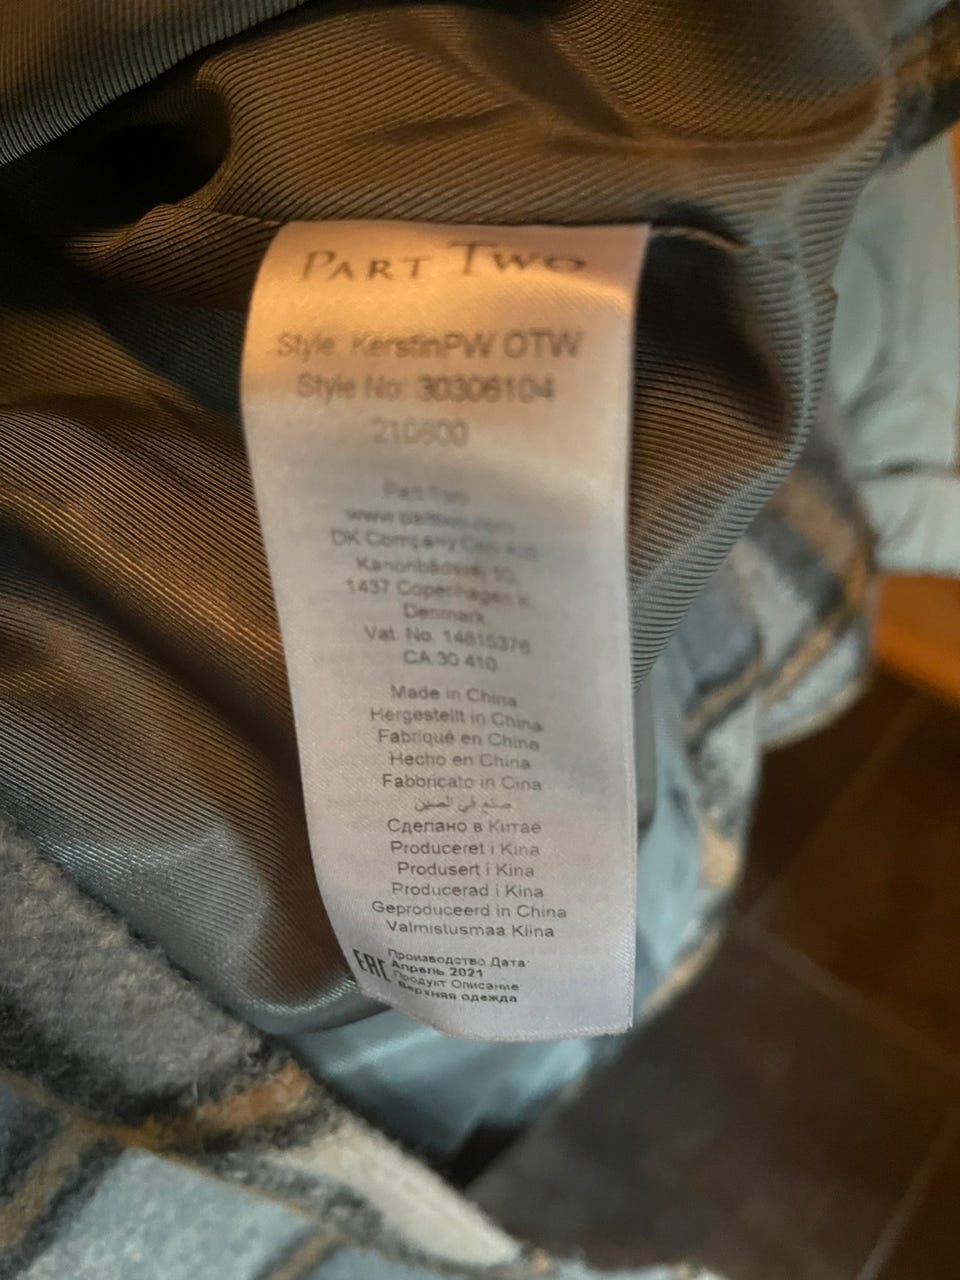 PART TWO
Style: KerstinPW OTW
Style No: 30306104
210600
Part Two
www.parttwo.com
DK Company Cph A/S
Kanonbådsvej 10,
1437 Copenhagen K,
Denmark
Vat. No. 14815376
CA 30 410
Made in China
Hergestellt in China
Fabriqué en China
Hecho en China
Fabbricato in Cina
صنع في الصين
Сделано в Китае
Produceret i Kina
Produsert i Kina
Producerad i Kina
Geproduceerd in China
Valmistusmaa Kiina
EAC
Производство Дата:
Апрель 2021
Продукт Описание
Верхняя одежда